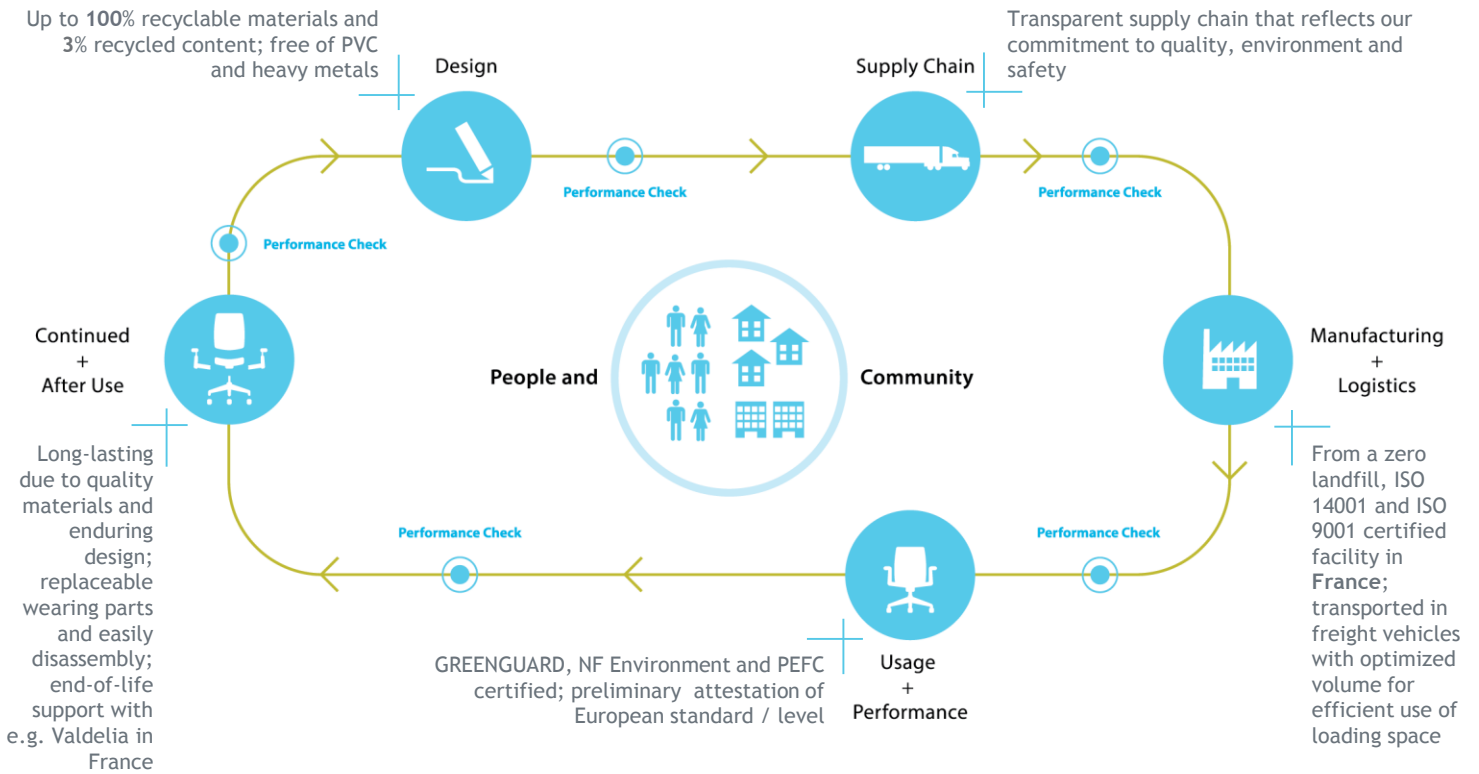 Up to 100% recyclable materials and
3% recycled content; free of PVC
and heavy metals
Design
Supply Chain
Transparent supply chain that reflects our
commitment to quality, environment and
safety
Performance Check
Performance Check
Performance Check
Continued
+
After Use
People and
Community
Manufacturing
+
Logistics
Long-lasting
due to quality
materials and
enduring
design;
replaceable
wearing parts
and easily
disassembly;
end-of-life
support with
e.g. Valdelia in
France
From a zero
landfill, ISO
14001 and ISO
9001 certified
facility in
France;
transported in
freight vehicles
with optimized
volume for
efficient use of
loading space
Performance Check
Performance Check
GREENGUARD, NF Environment and PEFC
certified; preliminary attestation of
European standard / level
Usage
+
Performance